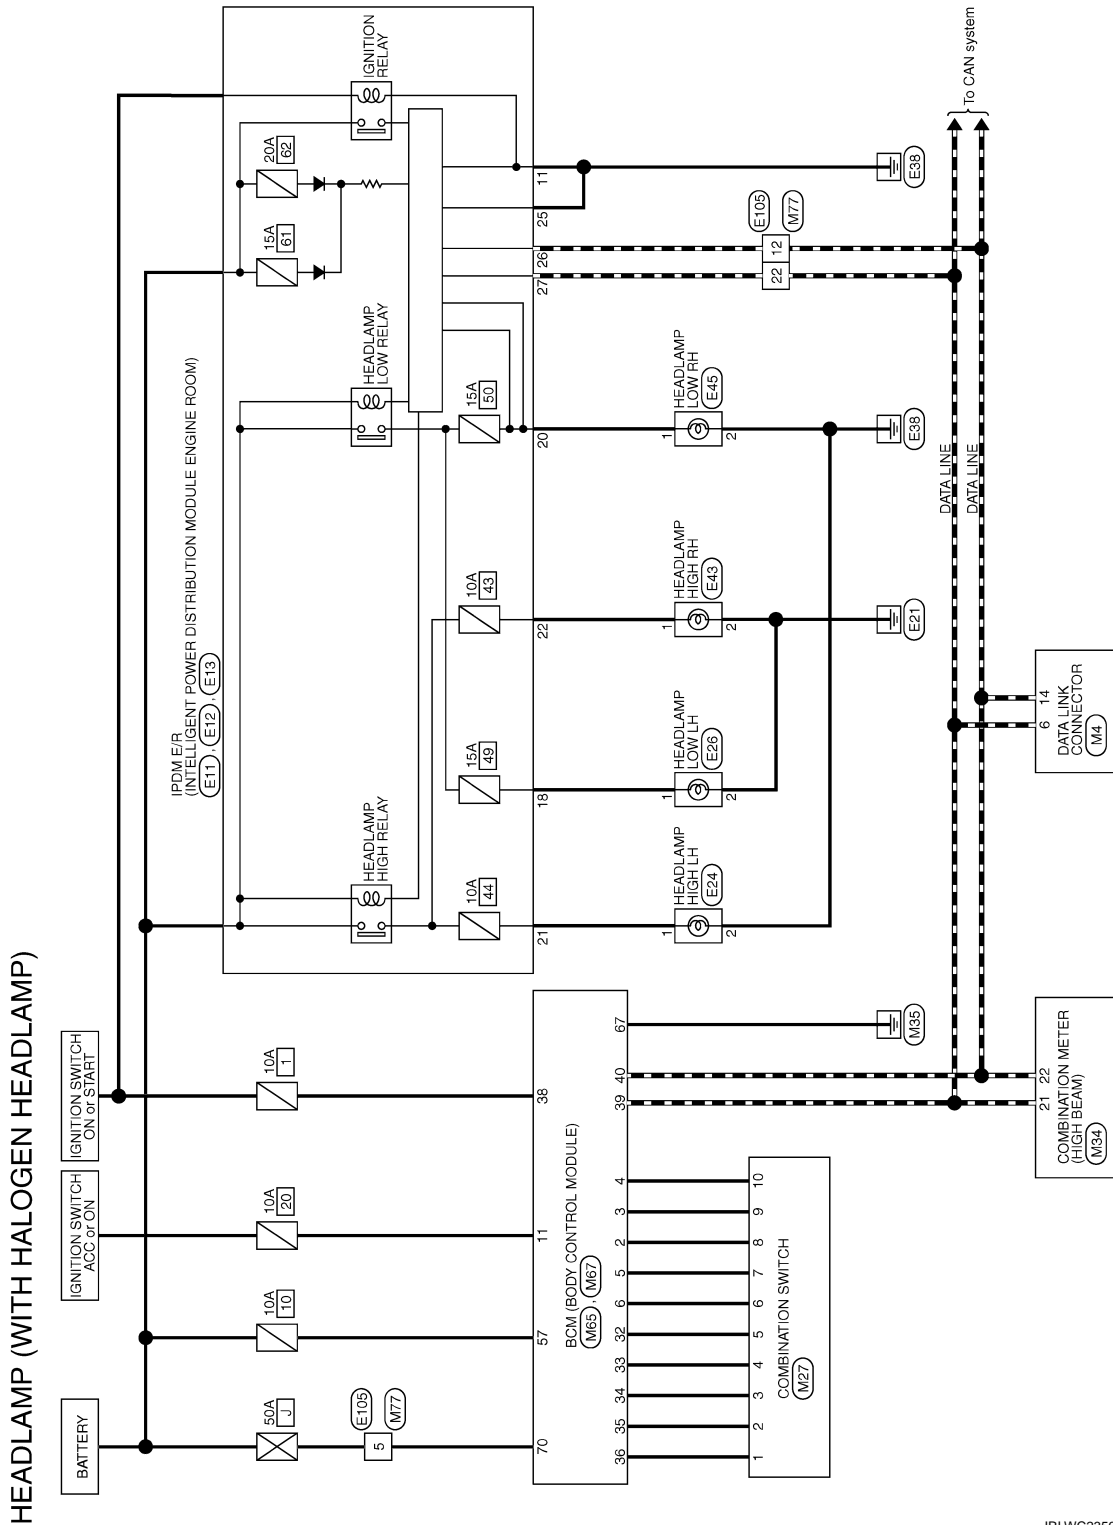 HEADLAMP (WITH HALOGEN HEADLAMP)
BATTERY
IGNITION SWITCH
ACC or ON
IGNITION SWITCH
ON or START
50A
J
10A
10
10A
20
10A
1
E105
5
M77
70
57
11
38
BCM (BODY CONTROL MODULE)
M65 , M67
36
35
34
33
32
6
5
2
3
4
39
40
67
1
2
3
4
5
6
7
8
9
10
COMBINATION SWITCH
M27
M35
IPDM E/R
(INTELLIGENT POWER DISTRIBUTION MODULE ENGINE ROOM)
E11 , E12 , E13
HEADLAMP
HIGH RELAY
HEADLAMP
LOW RELAY
IGNITION
RELAY
15A
61
20A
62
10A
44
15A
49
10A
43
15A
50
21
18
22
20
27
26
25
11
HEADLAMP
HIGH LH
E24
1
2
HEADLAMP
LOW LH
E26
1
2
HEADLAMP
HIGH RH
E43
1
2
HEADLAMP
LOW RH
E45
1
2
22
12
E105
M77
E21
E38
E38
DATA LINE
DATA LINE
To CAN system
21
22
COMBINATION METER
(HIGH BEAM)
M34
6
14
DATA LINK
CONNECTOR
M4